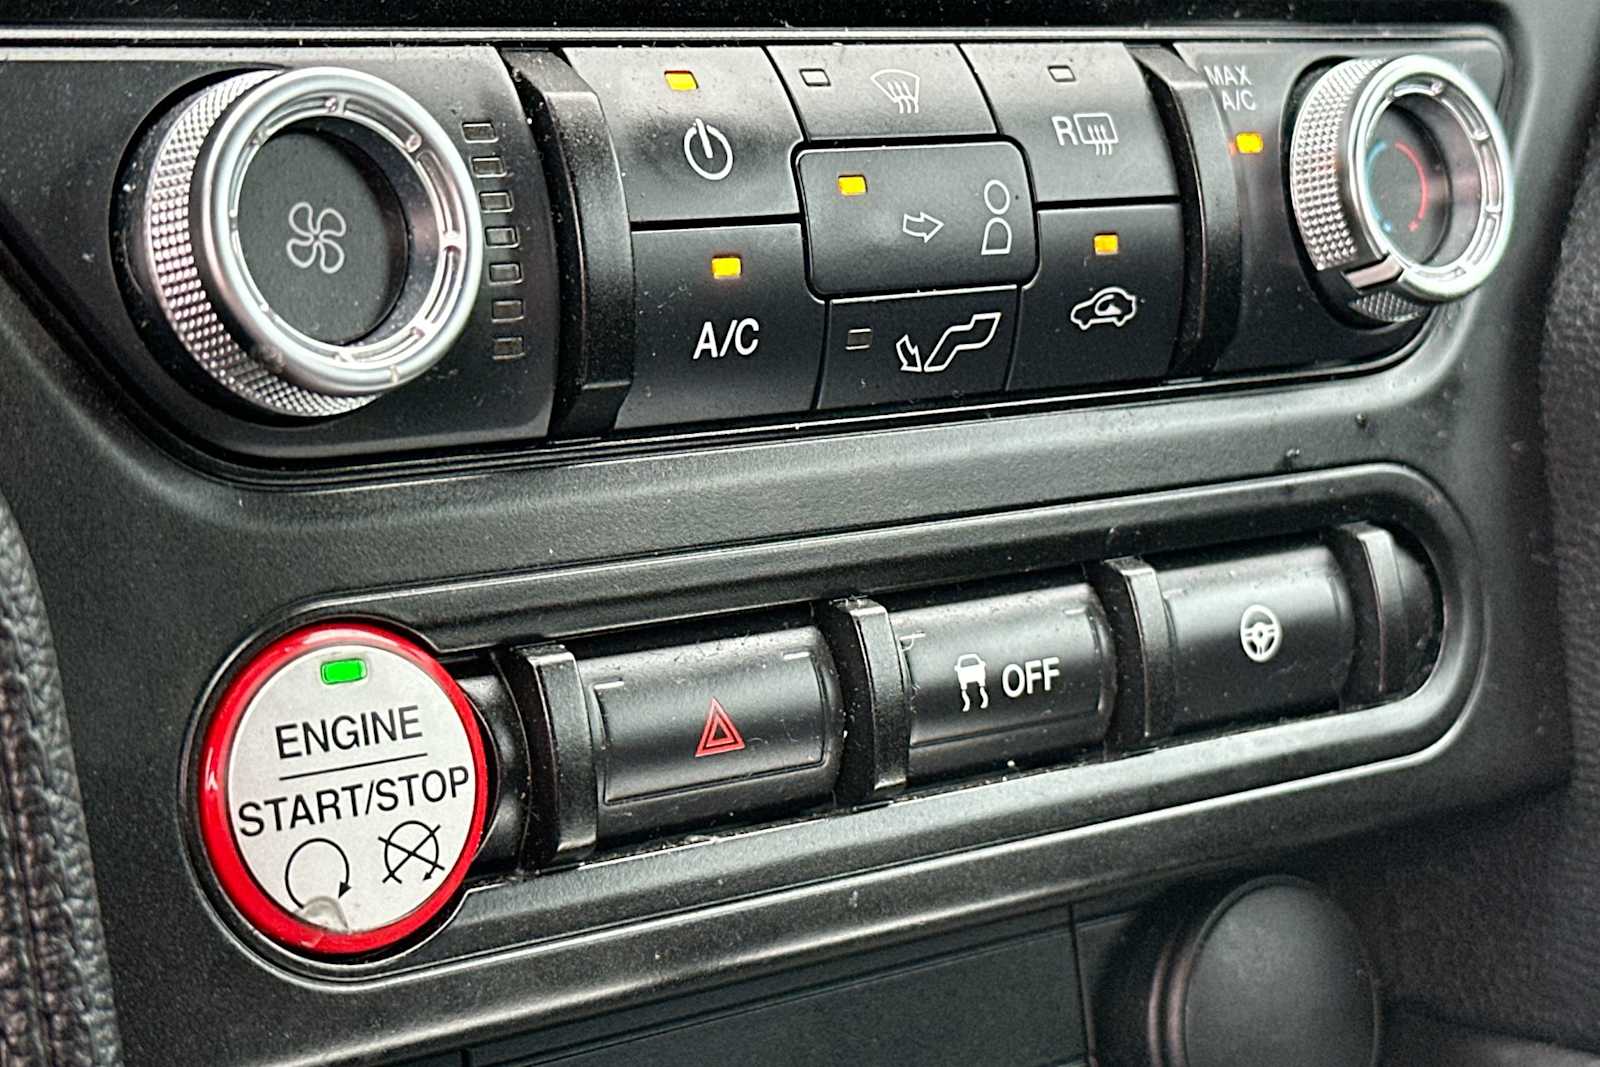 MAX
A/C
R
A/C
OFF
ENGINE
START/STOP